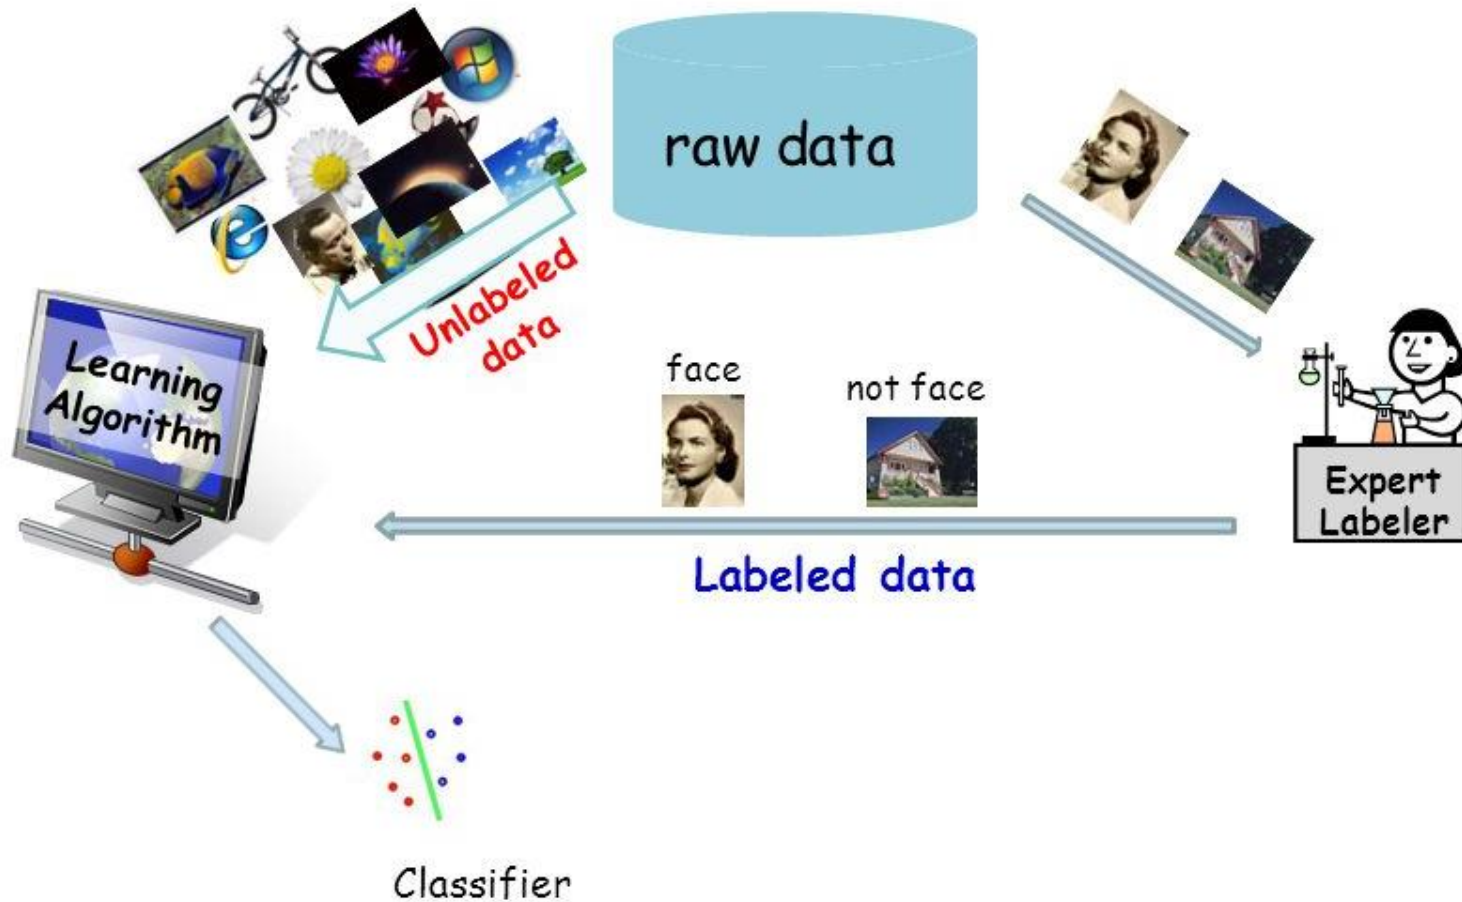 raw data
Unlabeled
data
Learning
Algorithm
face
not face
Expert
Labeler
Labeled data
Classifier